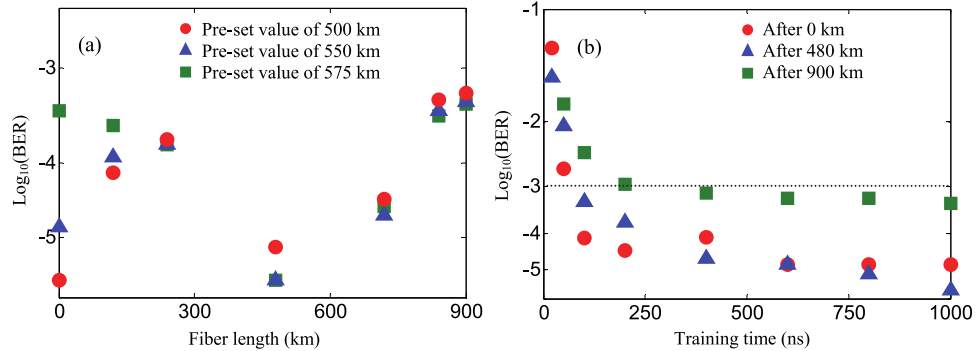 (a)
Pre-set value of 500 km
Pre-set value of 550 km
Pre-set value of 575 km
-3
-4
-5
Log10(BER)
0
300
600
900
Fiber length (km)
(b)
After 0 km
After 480 km
After 900 km
-1
-2
-3
-4
-5
Log10(BER)
0
250
500
750
1000
Training time (ns)